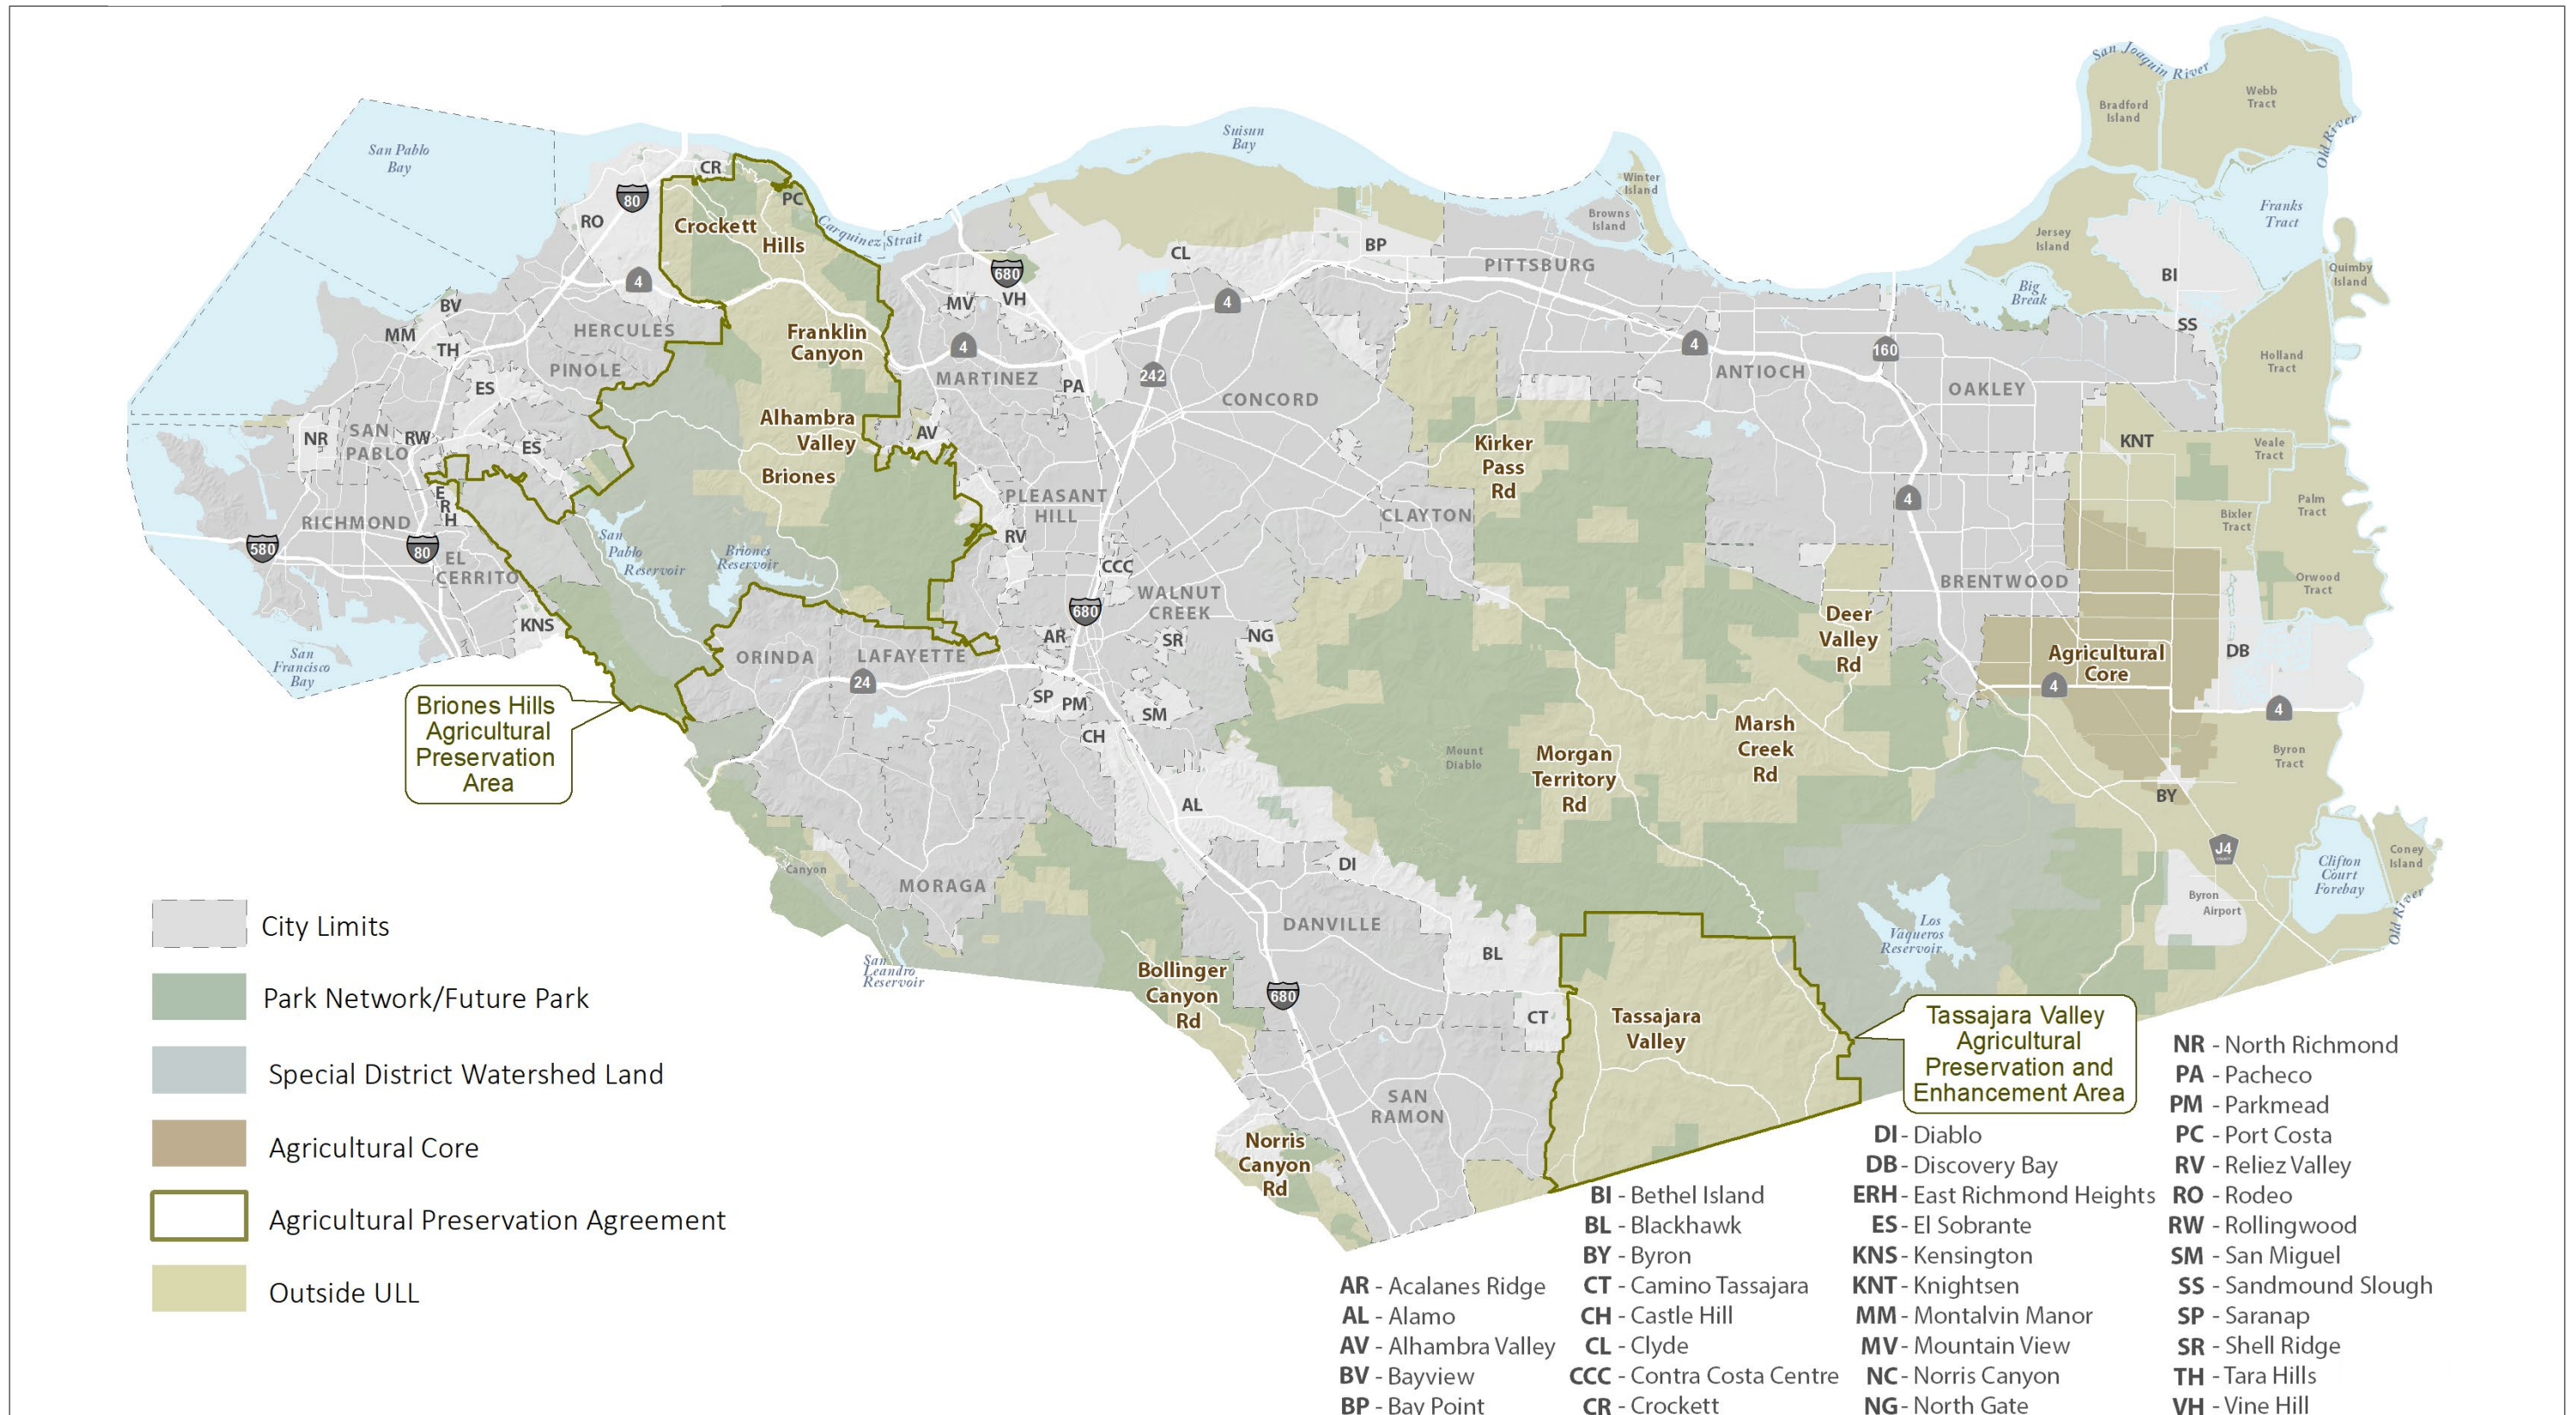 San Joaquin River
Bradford
Island
Webb
Tract
Old River
San Pablo
Bay
Suisun
Bay
Winter
Island
Browns
Island
Franks
Tract
Jersey
Island
Quimby
Island
CR
80
RO
PC
Crockett
Hills
Carquinez Strait
CL
BP
PITTSBURG
BI
Big
Break
4
680
MV
VH
4
BV
MM
TH
HERCULES
Franklin
Canyon
4
SS
4
160
Holland
Tract
PINOLE
ES
MARTINEZ
PA
242
CONCORD
ANTIOCH
OAKLEY
NR
SAN
PABLO
RW
ES
Alhambra
Valley
AV
Briones
Kirker
Pass
Rd
KNT
Veale
Tract
E
R
H
RICHMOND
580
80
EL
CERRITO
San
Pablo
Reservoir
Briones
Reservoir
PLEASANT
HILL
RV
CLAYTON
4
Bixler
Tract
Palm
Tract
Orwood
Tract
CCC
WALNUT
CREEK
680
BRENTWOOD
KNS
San
Francisco
Bay
ORINDA
LAFAYETTE
24
AR
SR
NG
Deer
Valley
Rd
Agricultural
Core
4
DB
4
Briones Hills
Agricultural
Preservation
Area
SP
PM
SM
CH
Mount
Diablo
Morgan
Territory
Rd
Marsh
Creek
Rd
Byron
Tract
BY
AL
DI
J4
COUNTY
Clifton
Court
Forebay
Coney
Island
Old River
Canyon
MORAGA
DANVILLE
Byron
Airport
San
Leandro
Reservoir
Bollinger
Canyon
Rd
680
BL
CT
Los
Vaqueros
Reservoir
Tassajara
Valley
Tassajara Valley
Agricultural
Preservation and
Enhancement Area
SAN
RAMON
Norris
Canyon
Rd
City Limits
Park Network/Future Park
Special District Watershed Land
Agricultural Core
Agricultural Preservation Agreement
Outside ULL
AR - Acalanes Ridge
AL - Alamo
AV - Alhambra Valley
BV - Bayview
BP - Bay Point
BI - Bethel Island
BL - Blackhawk
BY - Byron
CT - Camino Tassajara
CH - Castle Hill
CL - Clyde
CCC - Contra Costa Centre
CR - Crockett
DI - Diablo
DB - Discovery Bay
ERH - East Richmond Heights
ES - El Sobrante
KNS - Kensington
KNT - Knightsen
MM - Montalvin Manor
MV - Mountain View
NC - Norris Canyon
NG - North Gate
NR - North Richmond
PA - Pacheco
PM - Parkmead
PC - Port Costa
RV - Reliez Valley
RO - Rodeo
RW - Rollingwood
SM - San Miguel
SS - Sandmound Slough
SP - Saranap
SR - Shell Ridge
TH - Tara Hills
VH - Vine Hill